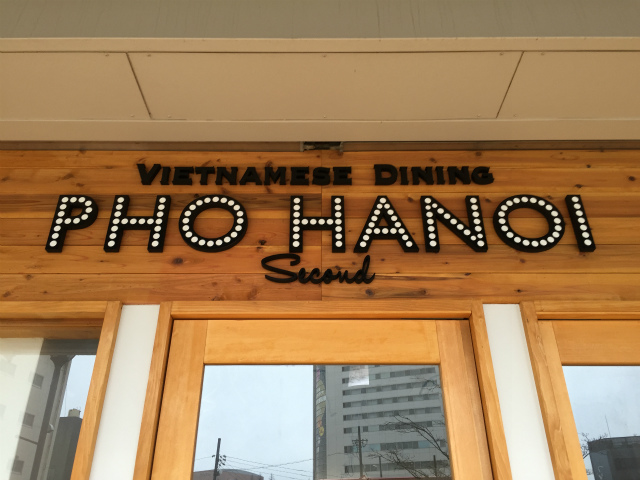 VIETNAMESE DINING
PHO HANOI
Second